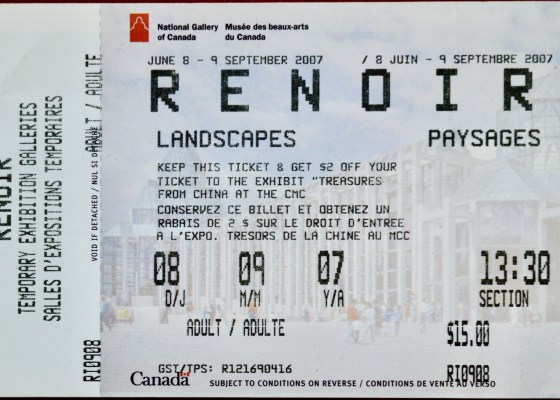 National Gallery of Canada
Musée des beaux-arts du Canada
JUNE 8 - 9 SEPTEMBER 2007 / 8 JUIN - 9 SEPTEMBRE 2007
RENOIR
LANDSCAPES PAYSAGES
KEEP THIS TICKET & GET $2 OFF YOUR
TICKET TO THE EXHIBIT "TREASURES
FROM CHINA AT THE CMC
CONSERVEZ CE BILLET ET OBTENEZ UN
RABAIS DE 2 $ SUR LE DROIT D'ENTREE
A L'EXPO. TRESORS DE LA CHINE AU MCC
08 09 07 13:30
D/J M/M Y/A SECTION
ADULT / ADULTE $15.00
GST/TPS: R121690416 RI0908
Canada SUBJECT TO CONDITIONS ON REVERSE / CONDITIONS DE VENTE AU VERSO
RENOIR
TEMPORARY EXHIBITION GALLERIES
SALLES D'EXPOSITIONS TEMPORAIRES
ADULT / ADULTE
RI0908
VOID IF DETACHED / NUL SI